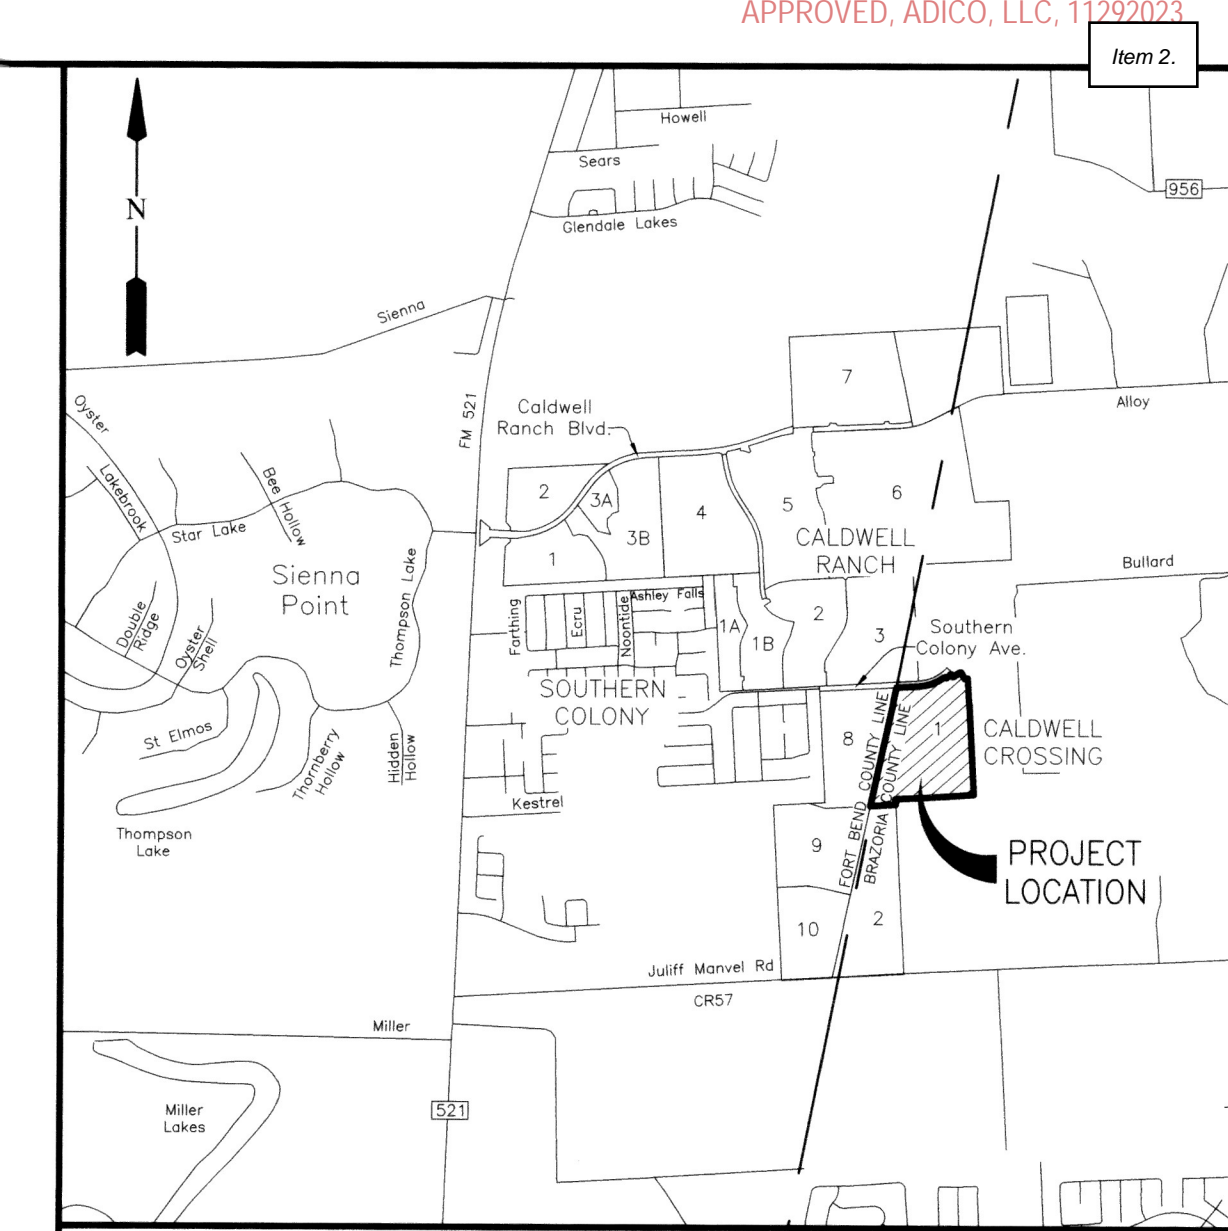 APPROVED, ADICO, LLC, 11292023
Item 2.
N
Howell
Sears
Glendale Lakes
956
Sienna
FM 521
Oyster
Lakebrook
Bee Hollow
Star Lake
Sienna
Point
Thompson Lake
Double
Ridge
Oyster
Shell
St Elmos
Thornberry
Hollow
Hidden
Hollow
Thompson
Lake
Caldwell
Ranch Blvd.
7
Alloy
2
3A
3B
4
5
6
1
CALDWELL
RANCH
Bullard
Farthing
Ecru
Noontide
Ashley Falls
1A
1B
2
3
Southern
Colony Ave.
SOUTHERN
COLONY
8
1
CALDWELL
CROSSING
FORT BEND COUNTY LINE
BRAZORIA COUNTY LINE
Kestrel
9
PROJECT
LOCATION
10
2
Juliff Manvel Rd
CR57
Miller
521
Miller
Lakes